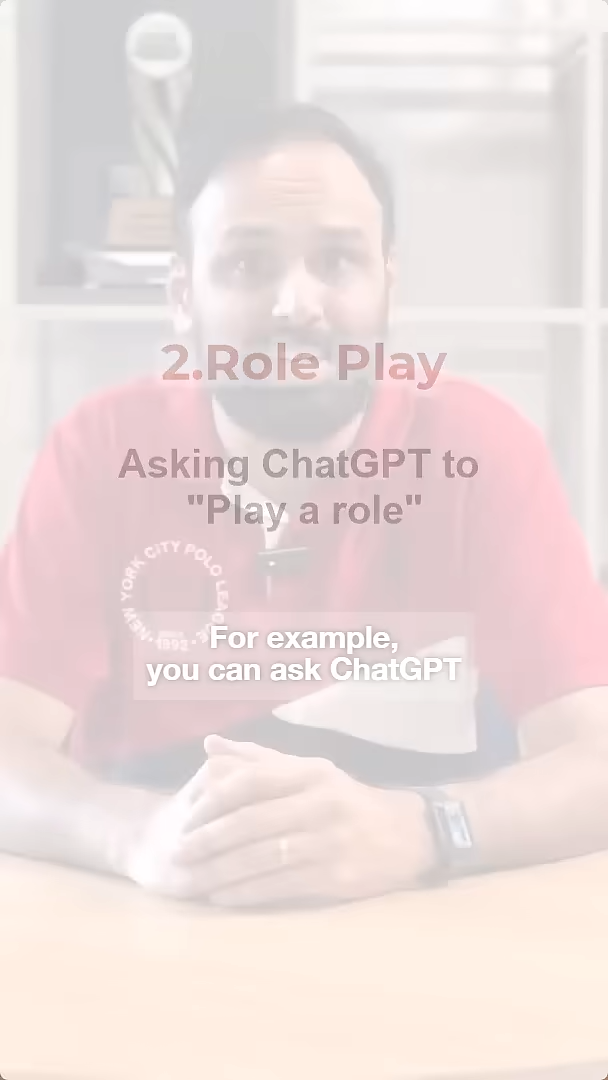 2.Role Play
Asking ChatGPT to
"Play a role"
NEW YORK CITY POLO LEAGUE
1892
For example,
you can ask ChatGPT